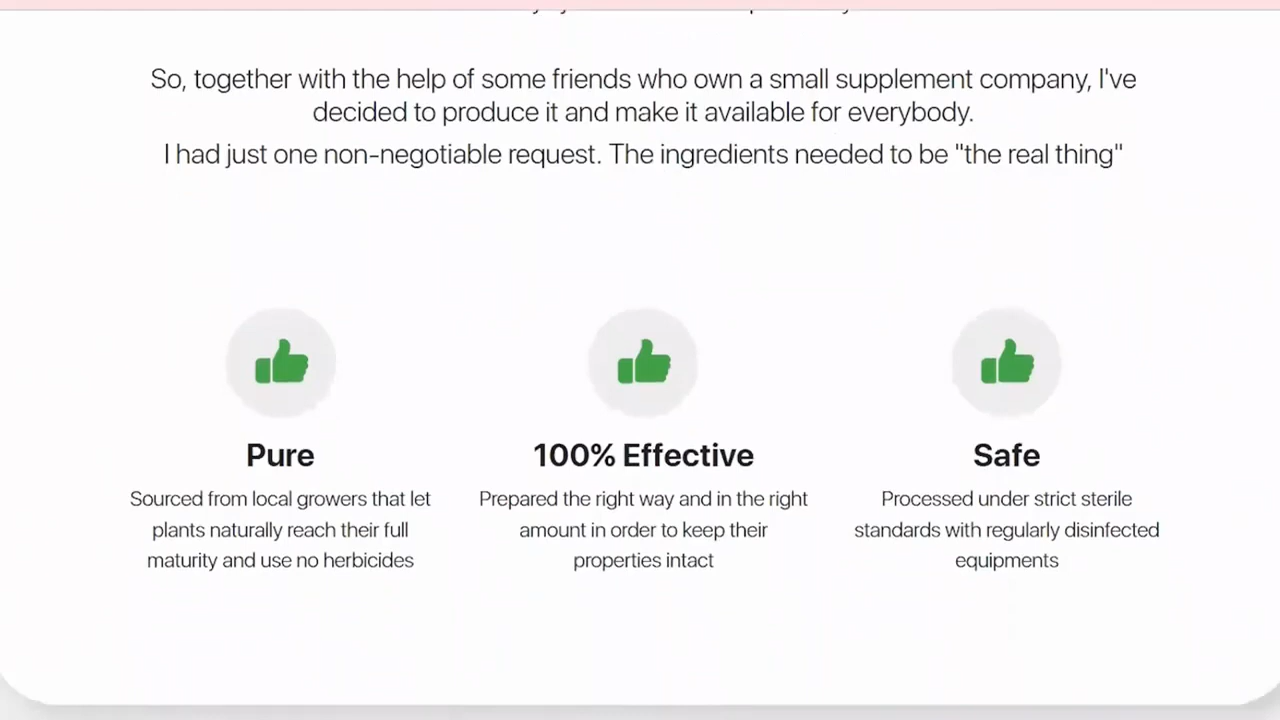 So, together with the help of some friends who own a small supplement company, I've
decided to produce it and make it available for everybody.
I had just one non-negotiable request. The ingredients needed to be "the real thing"
Pure
Sourced from local growers that let
plants naturally reach their full
maturity and use no herbicides
100% Effective
Prepared the right way and in the right
amount in order to keep their
properties intact
Safe
Processed under strict sterile
standards with regularly disinfected
equipments